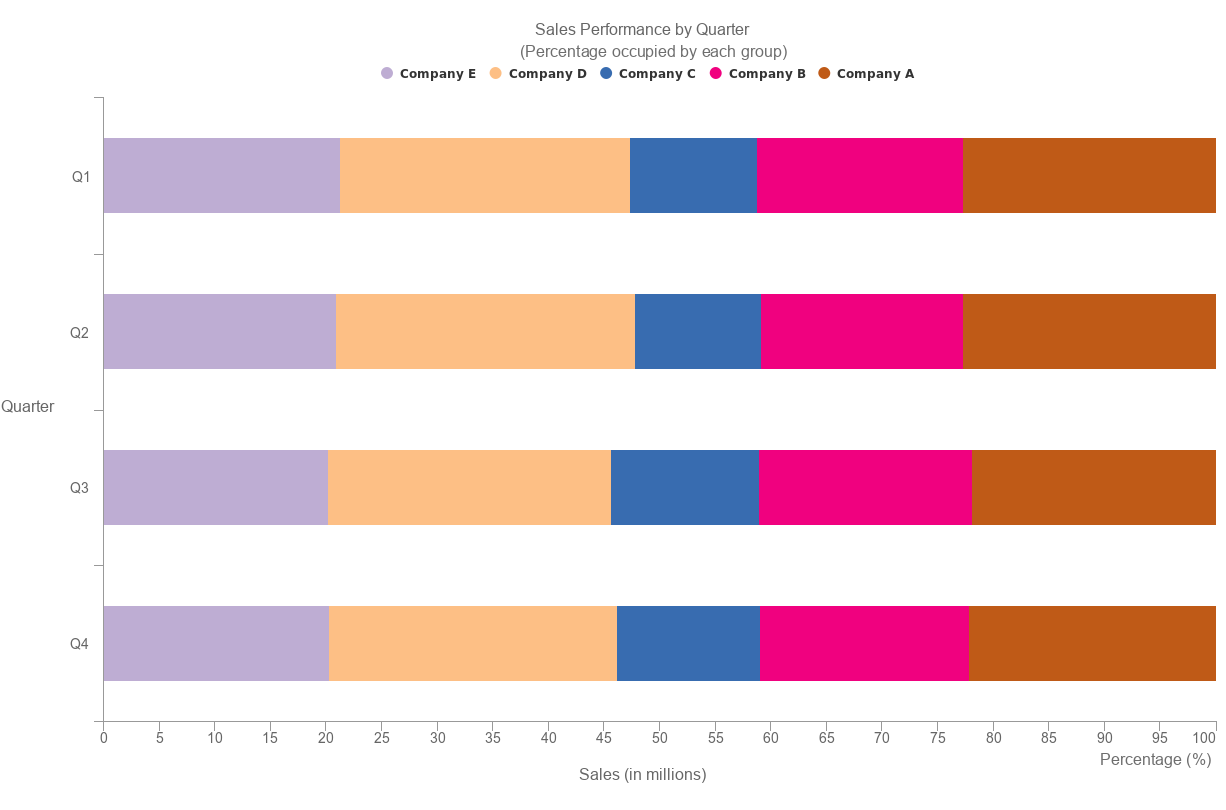 Sales Performance by Quarter
(Percentage occupied by each group)
Company E Company D Company C Company B Company A
Q1
Q2
Quarter
Q3
Q4
0 5 10 15 20 25 30 35 40 45 50 55 60 65 70 75 80 85 90 95 100
Percentage (%)
Sales (in millions)